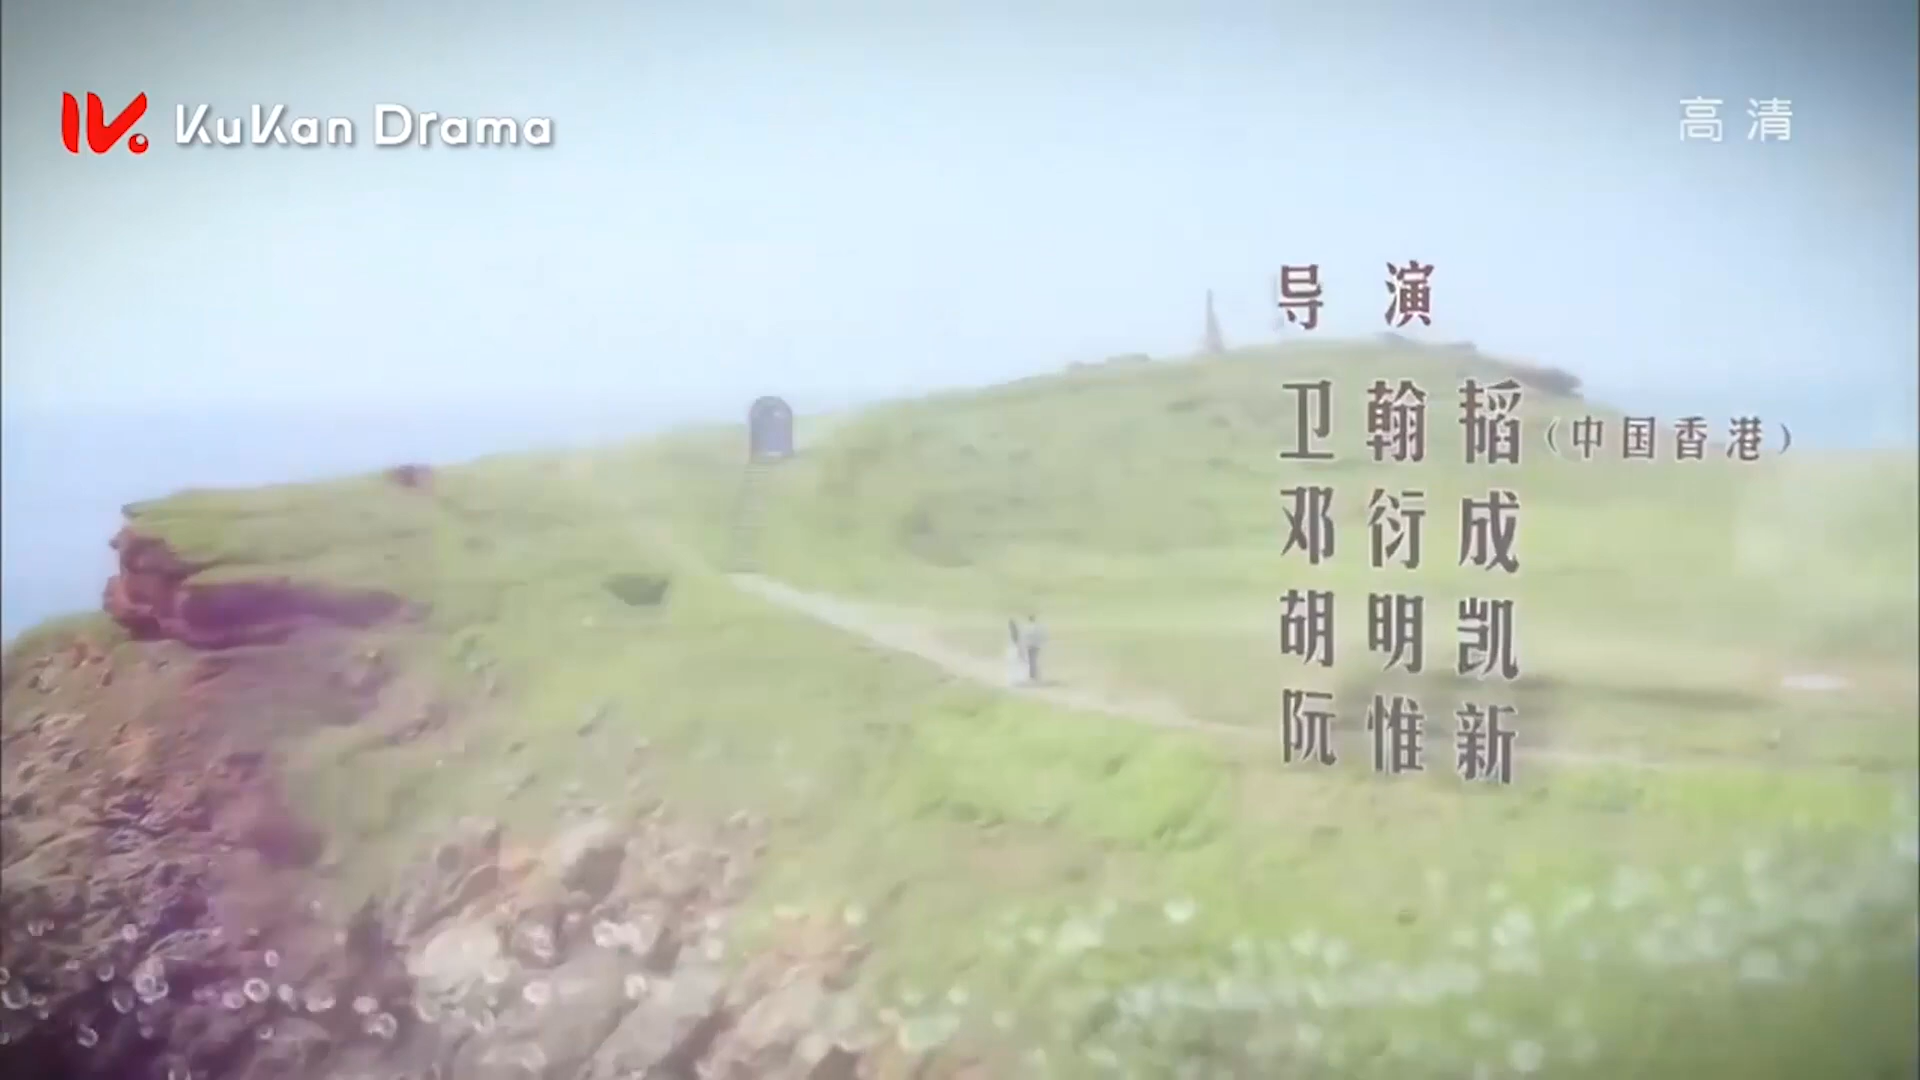 KuKan Drama
高清
导演
卫翰韬(中国香港)
邓衍成
胡明凯
阮惟新